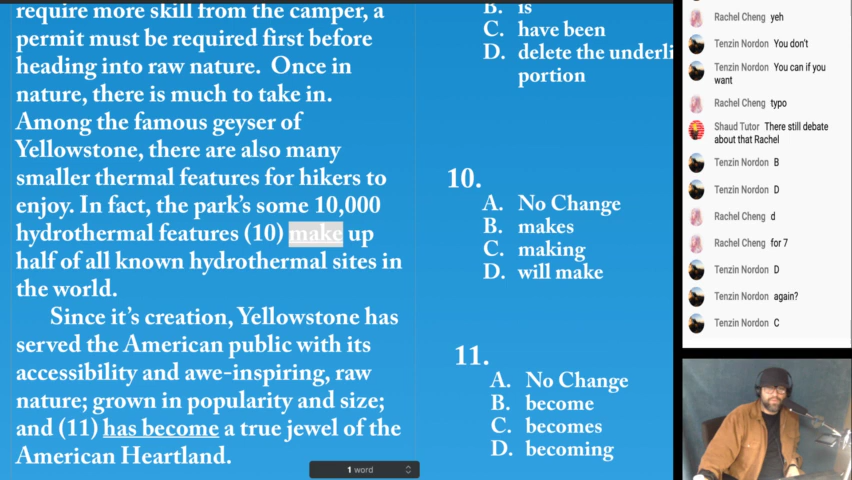 require more skill from the camper, a
permit must be required first before
heading into raw nature.  Once in
nature, there is much to take in.
Among the famous geyser of
Yellowstone, there are also many
smaller thermal features for hikers to
enjoy. In fact, the park's some 10,000
hydrothermal features (10) make up
half of all known hydrothermal sites in
the world.
Since it's creation, Yellowstone has
served the American public with its
accessibility and awe-inspiring, raw
nature; grown in popularity and size;
and (11) has become a true jewel of the
American Heartland.
1 word
B. is
C. have been
D. delete the underli
portion
10.
A. No Change
B. makes
C. making
D. will make
11.
A. No Change
B. become
C. becomes
D. becoming
Rachel Cheng yeh
Tenzin Nordon You don't
Tenzin Nordon You can if you
want
Rachel Cheng typo
Shaud Tutor There still debate
about that Rachel
Tenzin Nordon B
Tenzin Nordon D
Rachel Cheng d
Rachel Cheng for 7
Tenzin Nordon D
Tenzin Nordon again?
Tenzin Nordon C